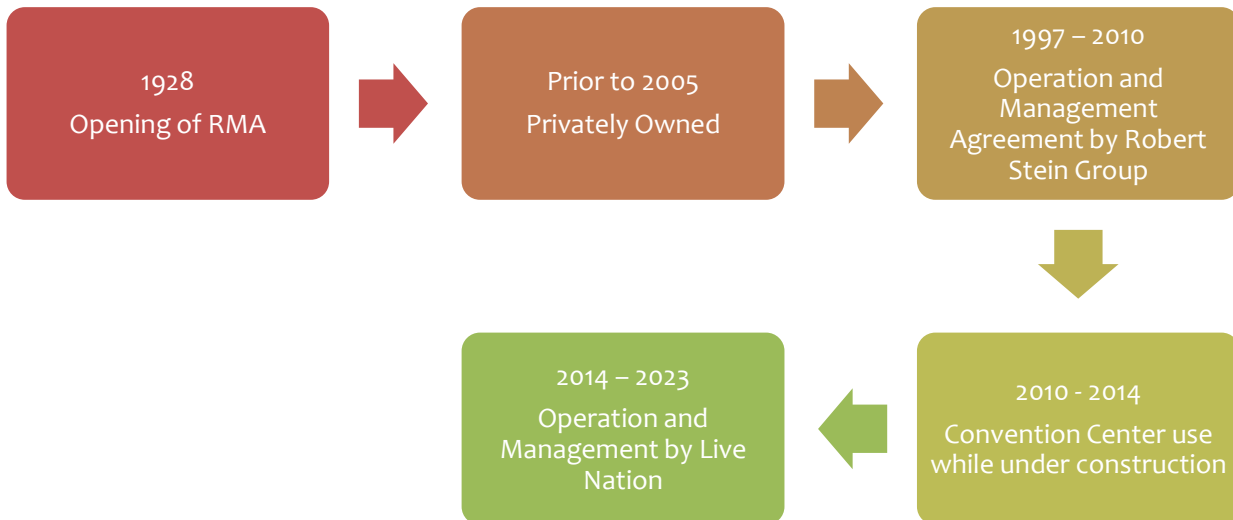 1928
Opening of RMA
Prior to 2005
Privately Owned
1997 – 2010
Operation and
Management
Agreement by Robert
Stein Group
2010 - 2014
Convention Center use
while under construction
2014 – 2023
Operation and
Management by Live
Nation